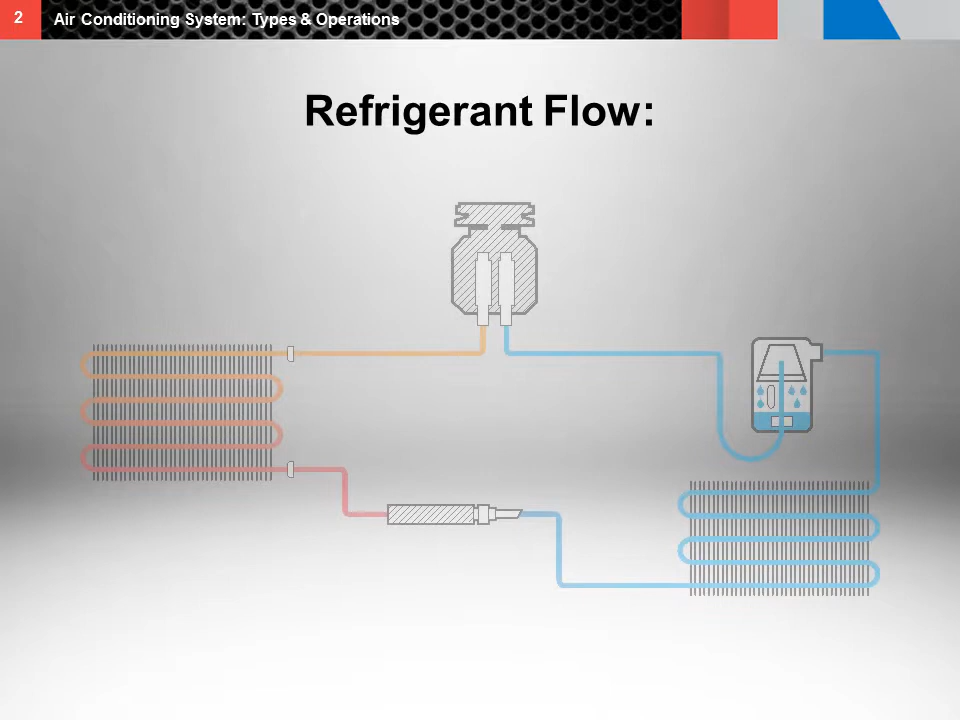 2
Air Conditioning System: Types & Operations
Refrigerant Flow: